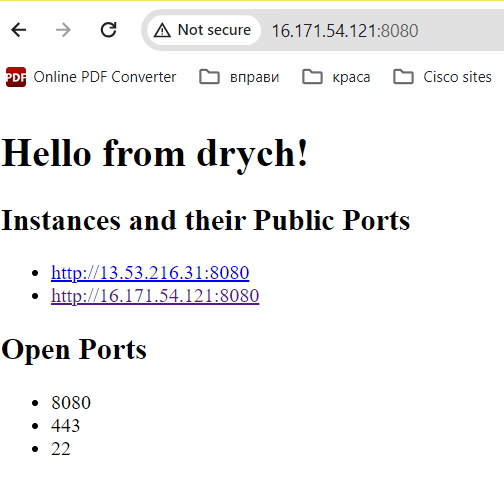 Not secure 16.171.54.121:8080
PDF Online PDF Converter вправи краса Cisco sites
Hello from drych!
Instances and their Public Ports
http://13.53.216.31:8080
http://16.171.54.121:8080
Open Ports
8080
443
22